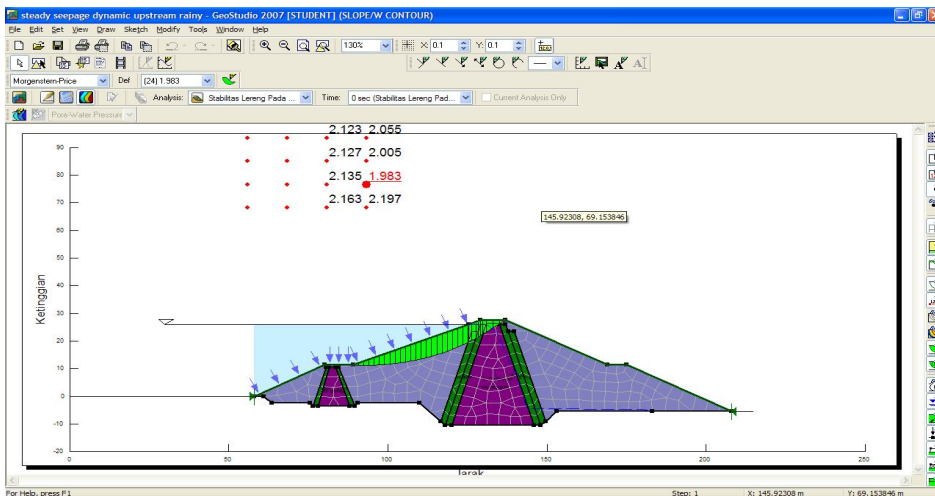 steady seepage dynamic upstream rainy - GeoStudio 2007 [STUDENT] (SLOPE/W CONTOUR)
File Edit Set View Draw Sketch Modify Tools Window Help
130% X: 0.1 Y: 0.1
Morgenstern-Price Def (24) 1.983
Analysis: Stabilitas Lereng Pada ... Time: 0 sec (Stabilitas Lereng Pad... Current Analysis Only
Pore-Water Pressure
2.123 2.055
2.127 2.005
2.135 1.983
2.163 2.197
145.92308, 69.153846
Ketinggian
90
80
70
60
50
40
30
20
10
0
-10
-20
0 50 100 150 200 250
Jarak
For Help, press F1 Step: 1 X: 145.92308 m Y: 69.153846 m